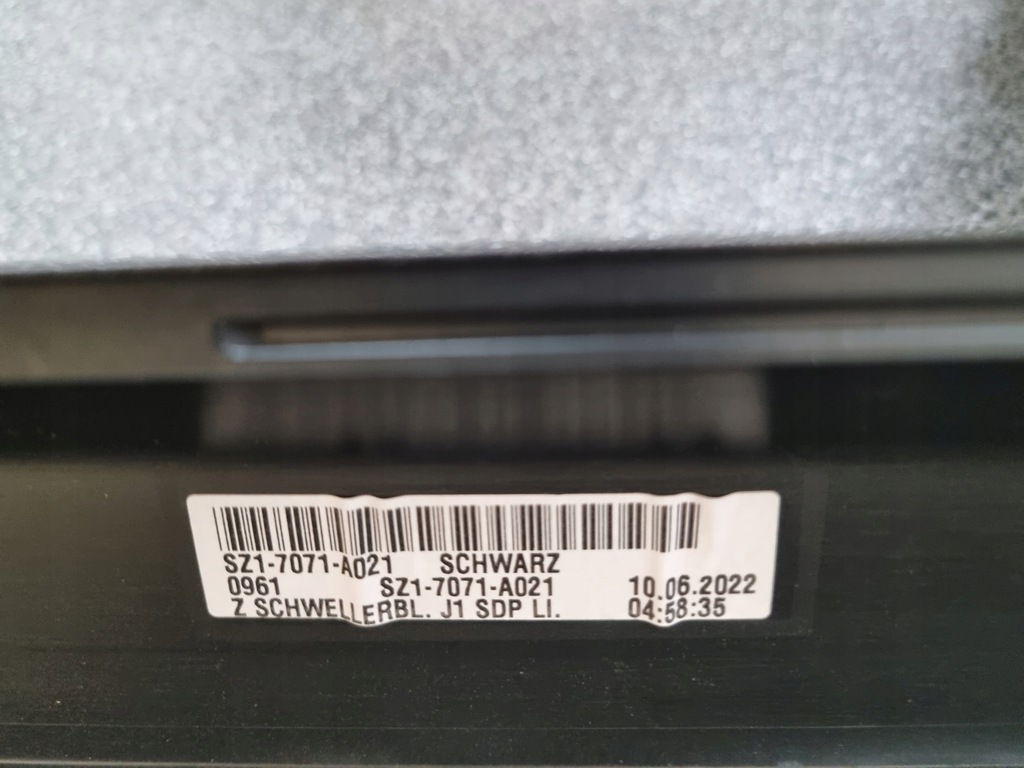 SZ1-7071-A021 SCHWARZ
0961 SZ1-7071-A021 10.06.2022
Z SCHWELLERBL. J1 SDP LI. 04:58:35